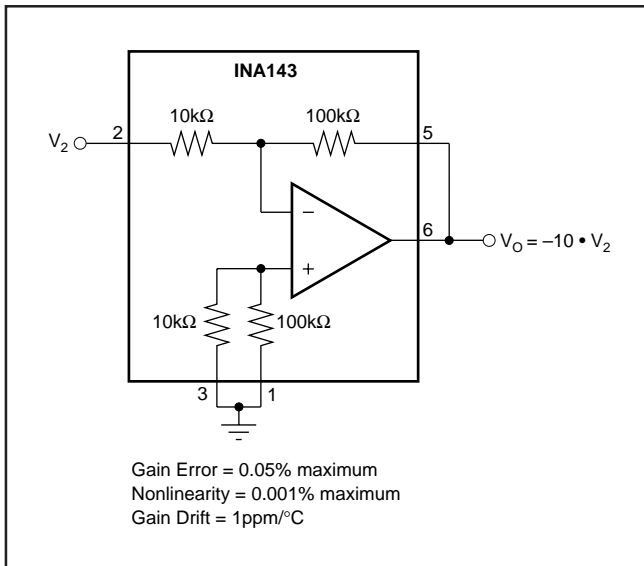 INA143
10kΩ
100kΩ
V2
2
5
−
6
VO = –10 • V2
+
10kΩ
100kΩ
3
1
Gain Error = 0.05% maximum
Nonlinearity = 0.001% maximum
Gain Drift = 1ppm/°C